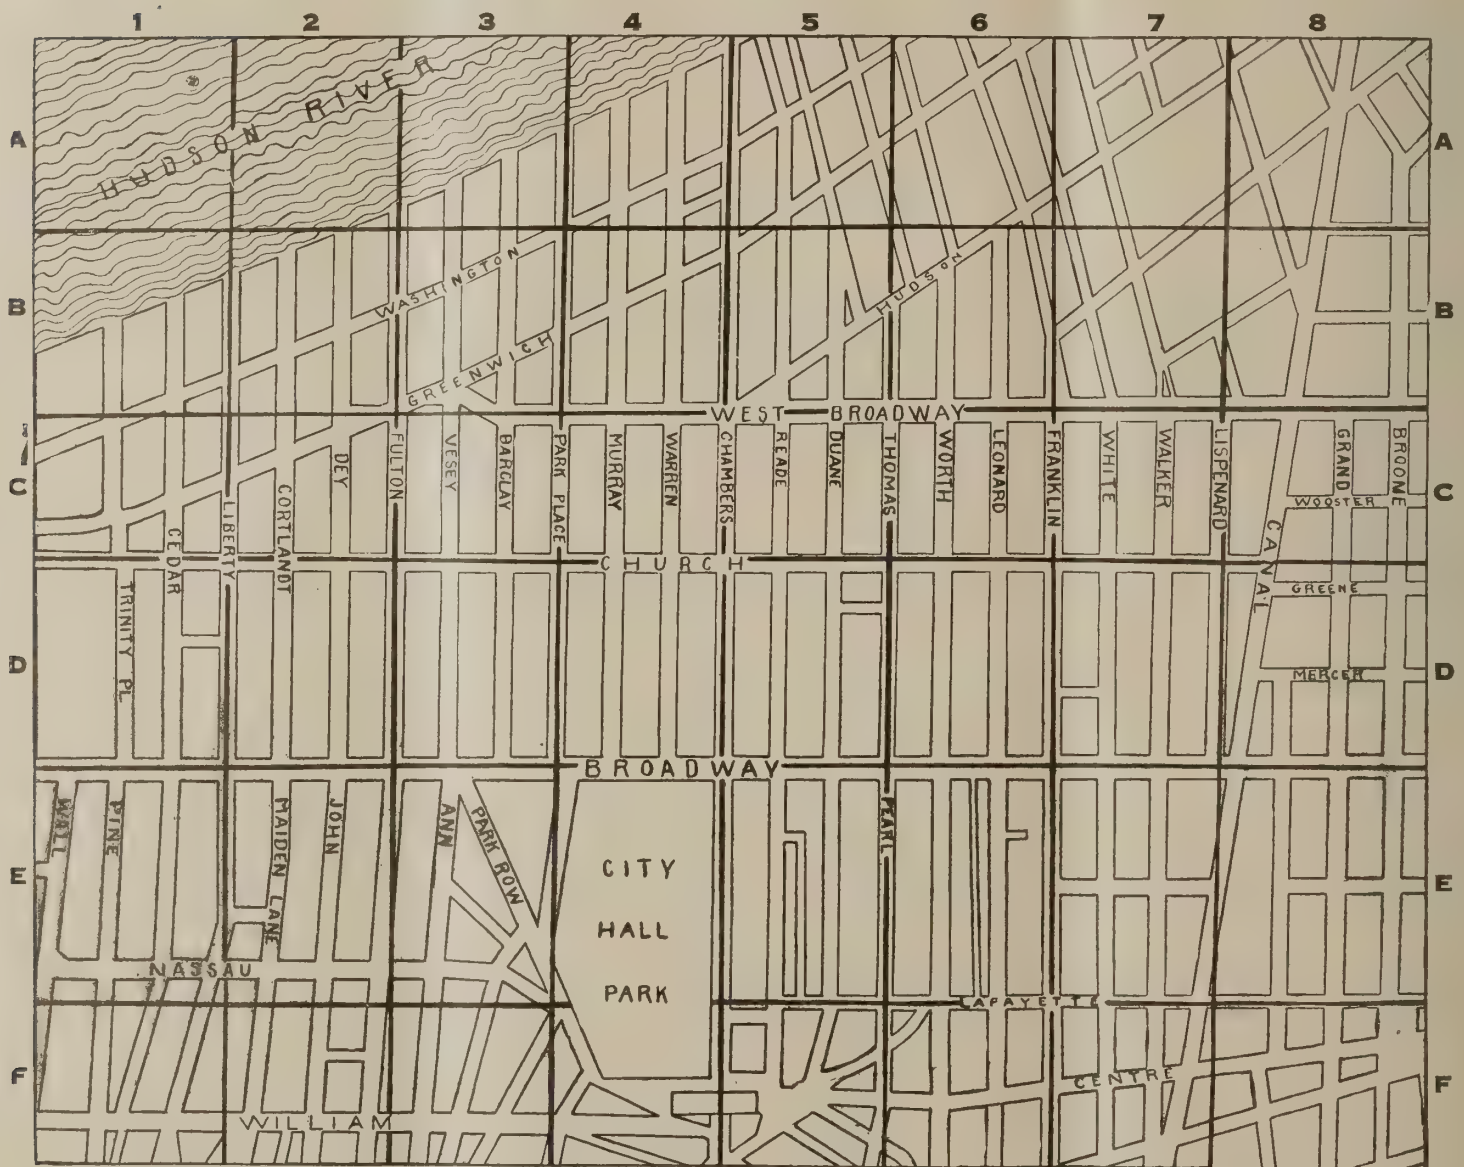 1 2 3 4 5 6 7 8
A A
HUDSON RIVER
B B
WASHINGTON
HUDSON
GREENWICH
WEST BROADWAY
C C
DEY
FULTON
VESEY
BARCLAY
PARK PLACE
MURRAY
WARREN
CHAMBERS
READE
DUANE
THOMAS
WORTH
LEONARD
FRANKLIN
WHITE
WALKER
LISPENARD
GRAND
BROONE
WOOSTER
CEDAR
LIBERTY
CORTLANDT
CANAL
CHURCH
GREENE
TRINITY PL
D D
MERCER
BROADWAY
WALL
PINE
MAIDEN LANE
JOHN
ANN
PARK ROW
PEARL
E E
CITY
HALL
PARK
NASSAU
LAFAYETTE
F F
CENTRE
WILLIAM